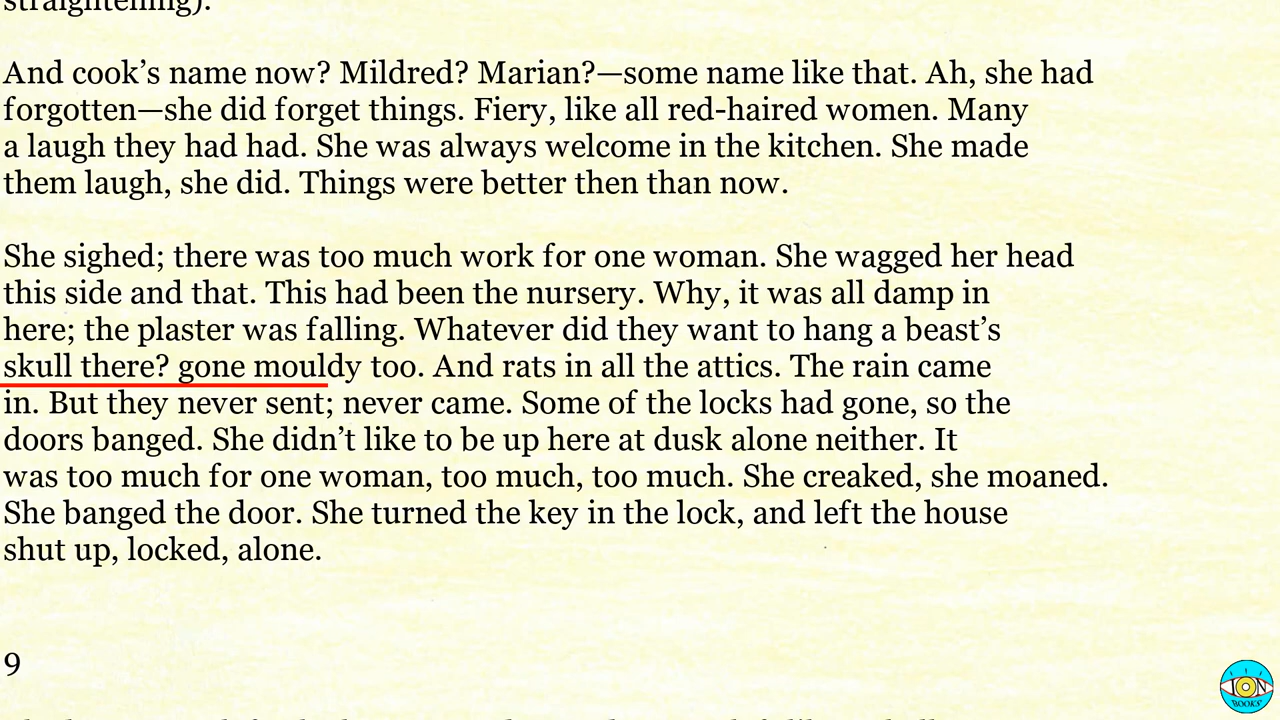 straightening).
And cook’s name now? Mildred? Marian?—some name like that. Ah, she had
forgotten—she did forget things. Fiery, like all red-haired women. Many
a laugh they had had. She was always welcome in the kitchen. She made
them laugh, she did. Things were better then than now.
She sighed; there was too much work for one woman. She wagged her head
this side and that. This had been the nursery. Why, it was all damp in
here; the plaster was falling. Whatever did they want to hang a beast’s
skull there? gone mouldy too. And rats in all the attics. The rain came
in. But they never sent; never came. Some of the locks had gone, so the
doors banged. She didn’t like to be up here at dusk alone neither. It
was too much for one woman, too much, too much. She creaked, she moaned.
She banged the door. She turned the key in the lock, and left the house
shut up, locked, alone.
9
ION
BOOKS